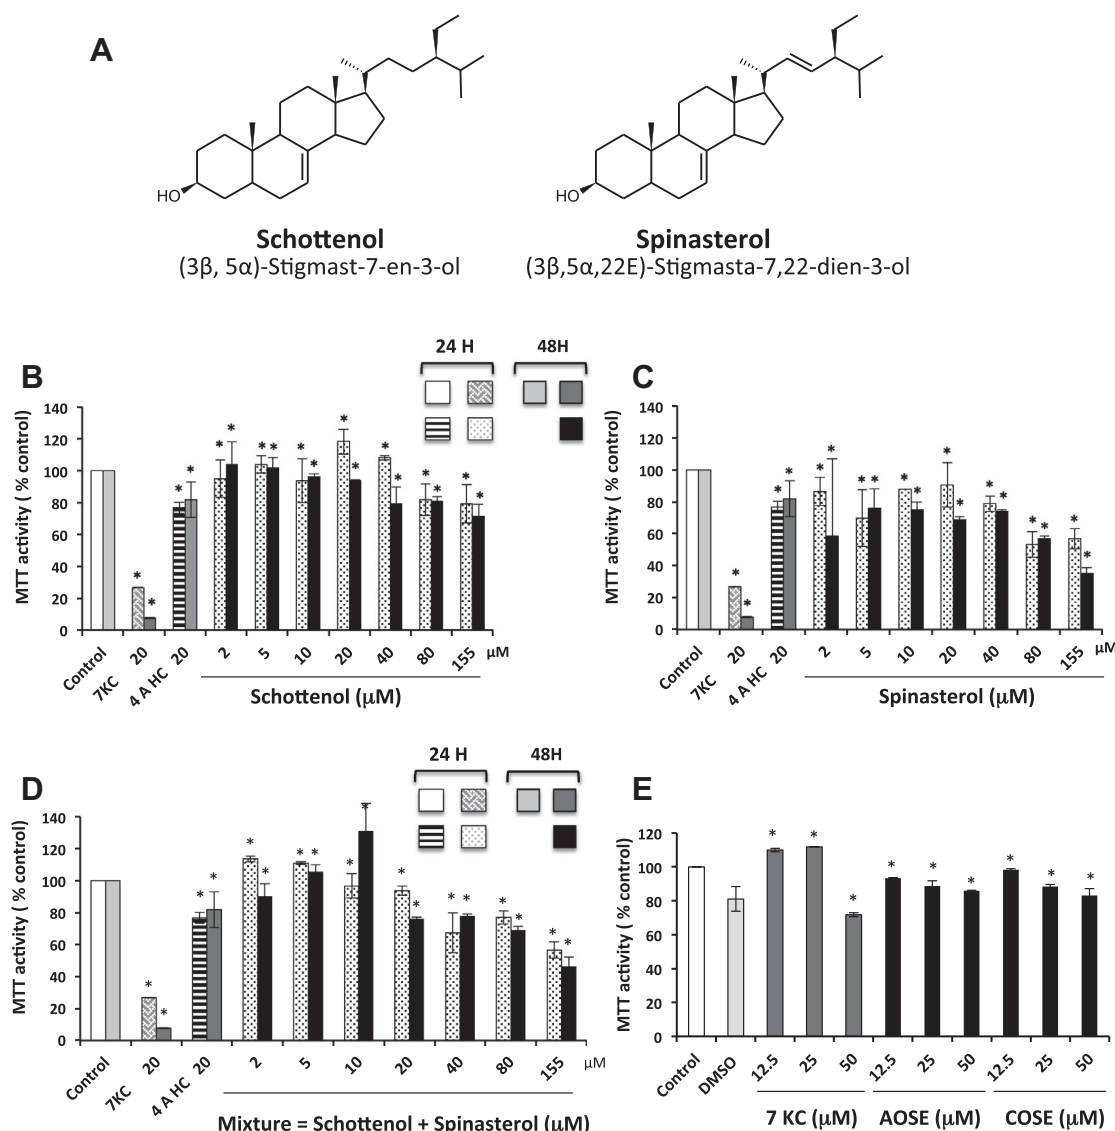 A
HO
HO
Schottenol
Spinasterol
(3β, 5α)-Stigmast-7-en-3-ol
(3β,5α,22E)-Stigmasta-7,22-dien-3-ol
B
24 H
48H
MTT activity ( % control)
140
120
100
80
60
40
20
0
* * * * * * * * * * * * * * * * * *
Control
20
7KC
20
4 A HC
2
5
10
20
40
80
155
μM
Schottenol (μM)
C
MTT activity ( % control)
140
120
100
80
60
40
20
0
* * * * * * * * * * * * * * * * * *
Control
20
7KC
20
4 A HC
2
5
10
20
40
80
155
μM
Spinasterol (μM)
D
24 H
48H
MTT activity ( % control)
140
120
100
80
60
40
20
0
* * * * * * * * * * * * * * * * * *
Control
20
7KC
20
4 A HC
2
5
10
20
40
80
155
μM
Mixture = Schottenol + Spinasterol (μM)
E
MTT activity ( % control)
120
100
80
60
40
20
0
* * * * * * * * *
Control
DMSO
12.5
25
50
12.5
25
50
12.5
25
50
7 KC (μM)
AOSE (μM)
COSE (μM)